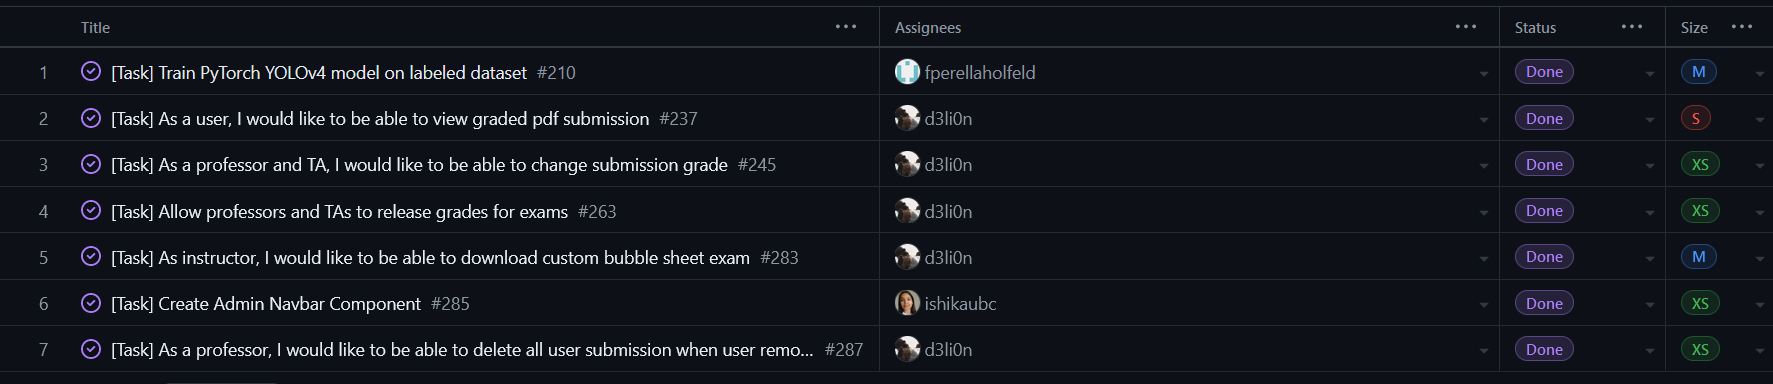 Title ... Assignees ... Status ... Size ...
1 [Task] Train PyTorch YOLOv4 model on labeled dataset #210 fperellaholfeld Done M
2 [Task] As a user, I would like to be able to view graded pdf submission #237 d3li0n Done S
3 [Task] As a professor and TA, I would like to be able to change submission grade #245 d3li0n Done XS
4 [Task] Allow professors and TAs to release grades for exams #263 d3li0n Done XS
5 [Task] As instructor, I would like to be able to download custom bubble sheet exam #283 d3li0n Done M
6 [Task] Create Admin Navbar Component #285 ishikaubc Done XS
7 [Task] As a professor, I would like to be able to delete all user submission when user remo... #287 d3li0n Done XS